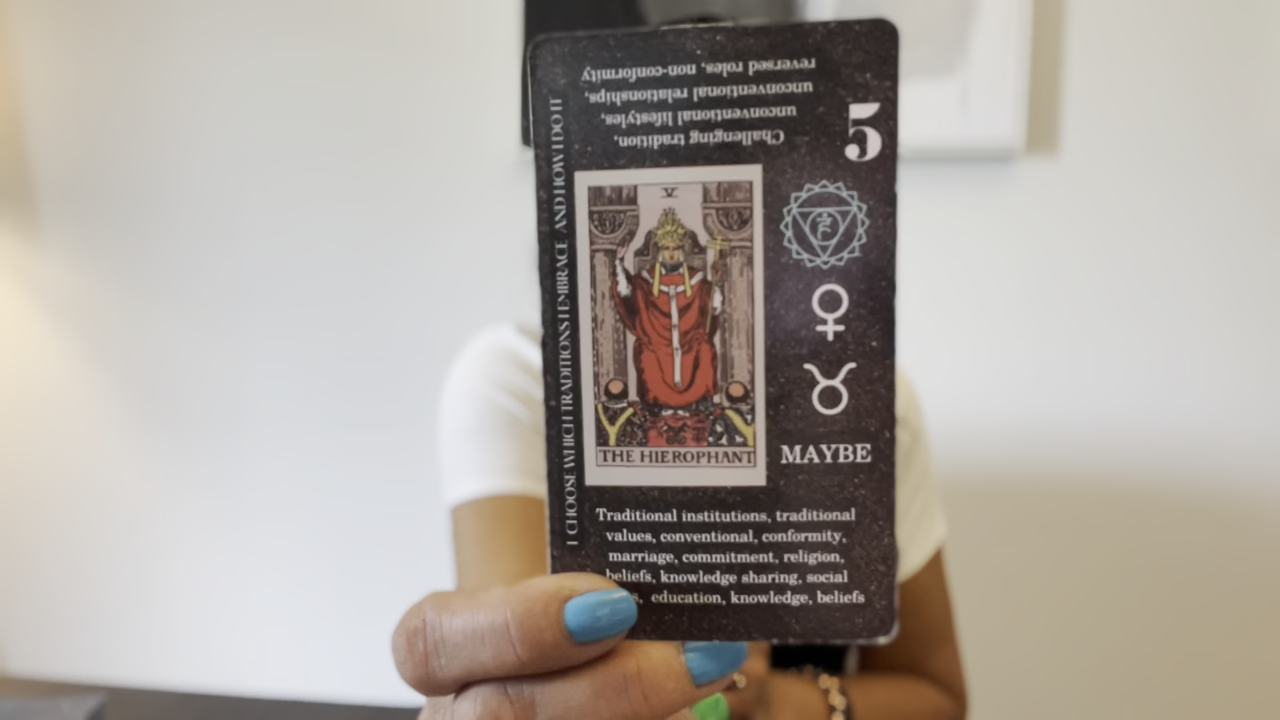 Challenging tradition,
unconventional lifestyles,
unconventional relationships,
reversed roles, non-conformity
5
I CHOOSE WHICH TRADITIONS I EMBRACE AND HOW I DO IT
V
THE HIEROPHANT
MAYBE
Traditional institutions, traditional
values, conventional, conformity,
marriage, commitment, religion,
beliefs, knowledge sharing, social
education, knowledge, beliefs